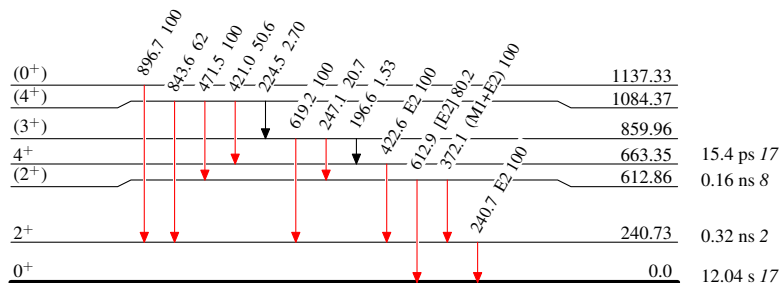 896.7 100
843.6 62
471.5 100
421.0 50.6
224.5 2.70
619.2 100
247.1 20.7
196.6 1.53
422.6 E2 100
612.9 [E2] 80.2
372.1 (M1+E2) 100
240.7 E2 100
(0⁺) 1137.33
(4⁺) 1084.37
(3⁺) 859.96
4⁺ 663.35 15.4 ps 17
(2⁺) 612.86 0.16 ns 8
2⁺ 240.73 0.32 ns 2
0⁺ 0.0 12.04 s 17